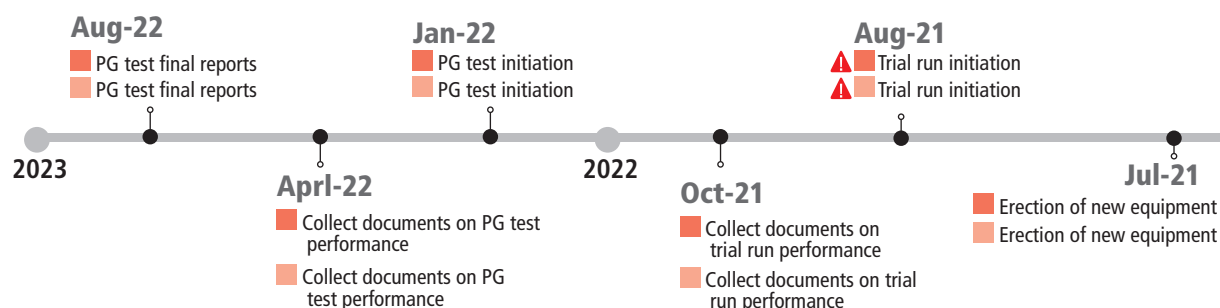 Aug-22
PG test final reports
PG test final reports
Jan-22
PG test initiation
PG test initiation
Aug-21
Trial run initiation
Trial run initiation
2023
2022
Aprl-22
Collect documents on PG test
performance
Collect documents on PG
test performance
Oct-21
Collect documents on
trial run performance
Collect documents on trial
run performance
Jul-21
Erection of new equipment
Erection of new equipment